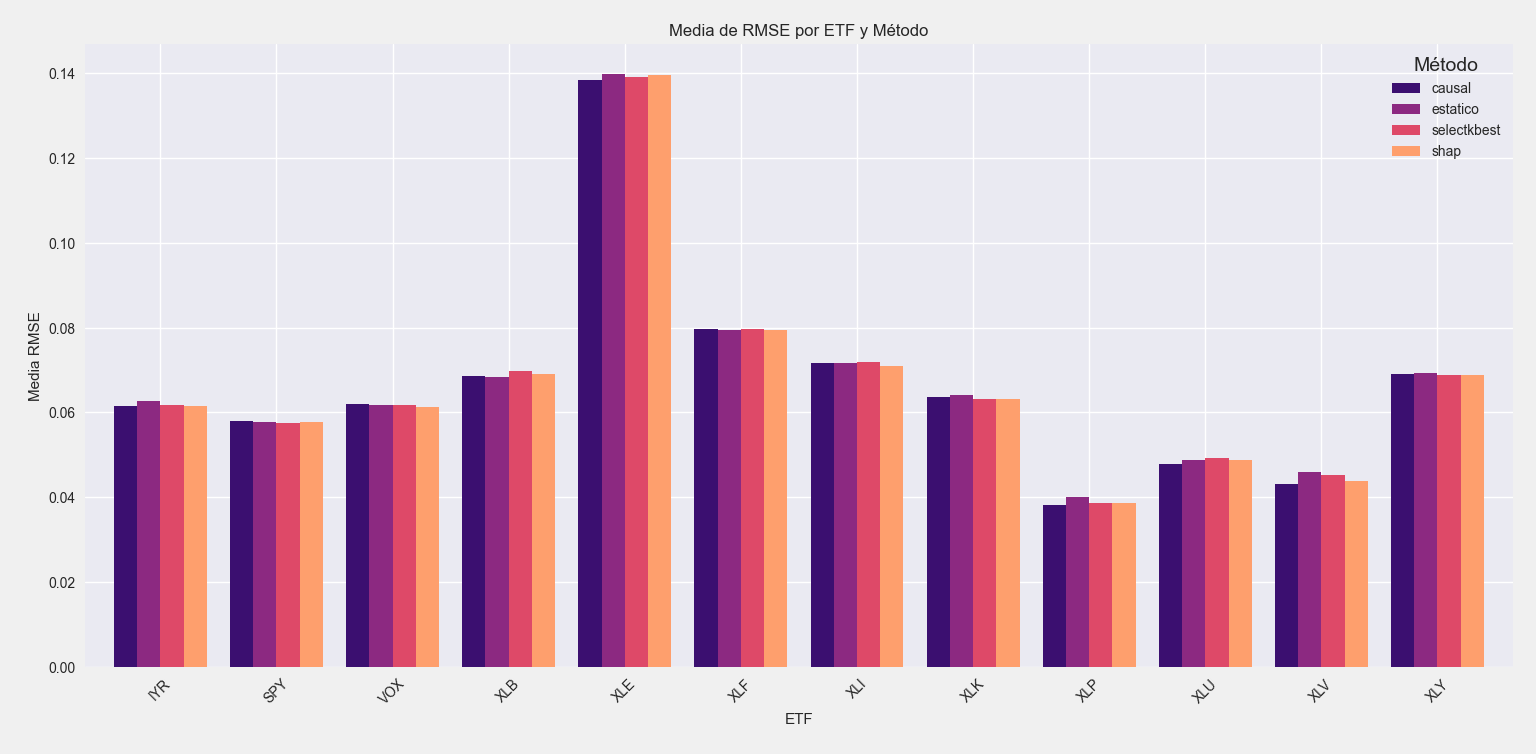 Media de RMSE por ETF y Método
Método
causal
estatico
selectkbest
shap
Media RMSE
0.14
0.12
0.10
0.08
0.06
0.04
0.02
0.00
IYR
SPY
VOX
XLB
XLE
XLF
XLI
XLK
XLP
XLU
XLV
XLY
ETF